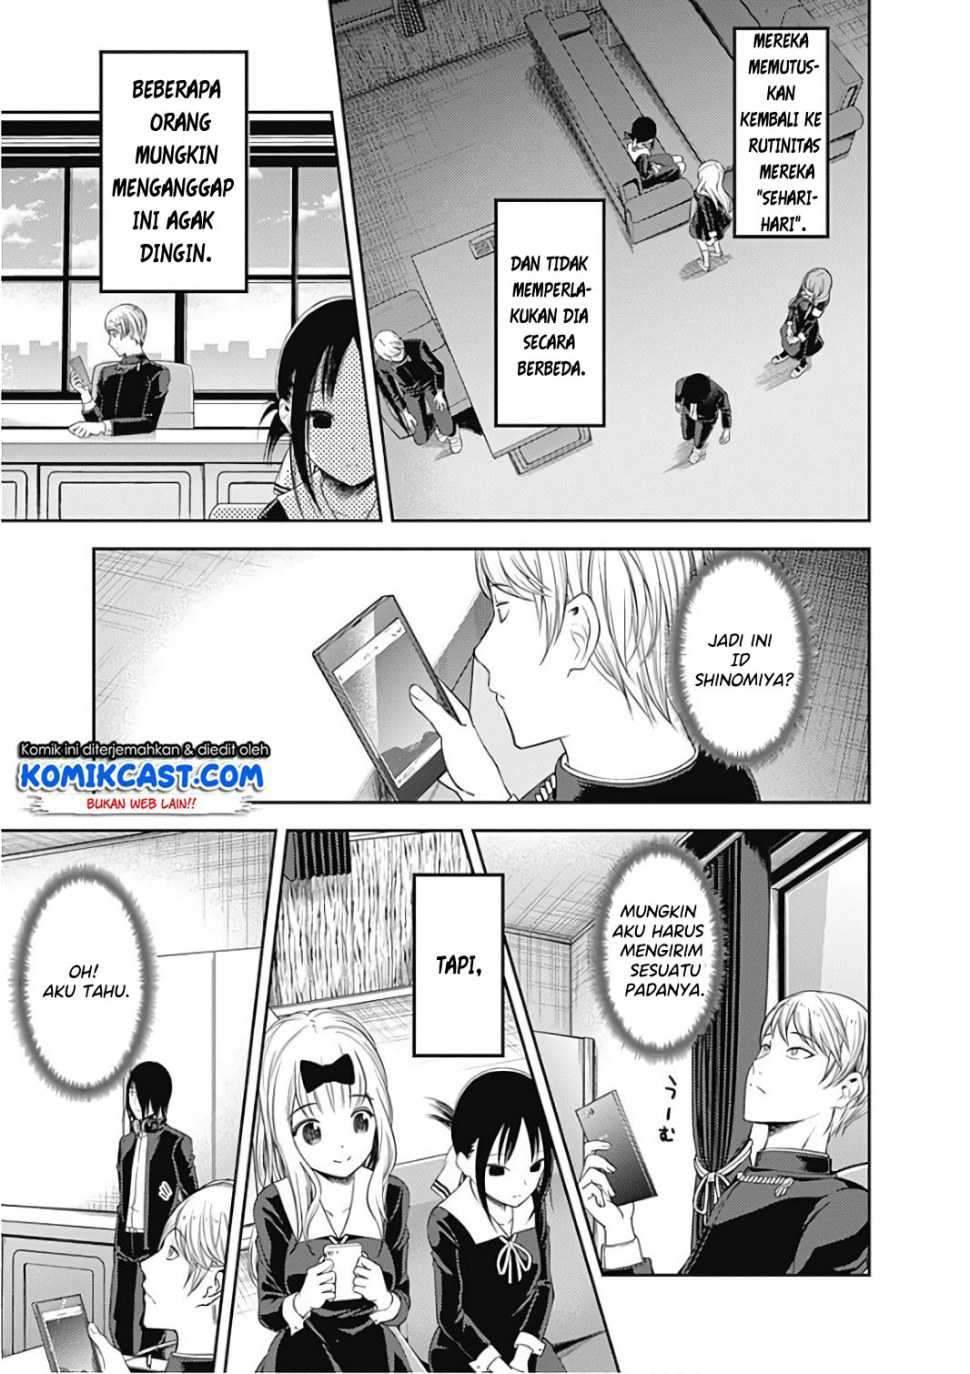 MEREKA
MEMUTUS-
KAN
KEMBALI KE
RUTINITAS
MEREKA
"SEHARI-
HARI".
DAN TIDAK
MEMPERLA-
KUKAN DIA
SECARA
BERBEDA.
BEBERAPA
ORANG
MUNGKIN
MENGANGGAP
INI AGAK
DINGIN.
JADI INI
ID
SHINOMIYA?
Komik ini diterjemahkan & diedit oleh
KOMIKCAST.COM
BUKAN WEB LAIN!!
MUNGKIN
AKU HARUS
MENGIRIM
SESUATU
PADANYA.
うーむ
TAPI,
OH!
AKU TAHU.